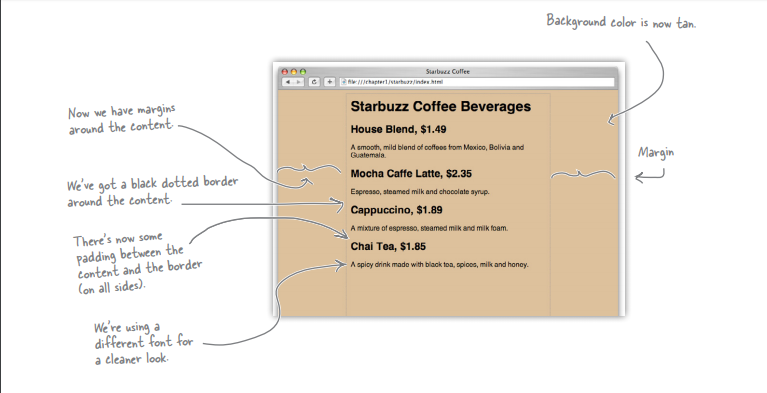 Background color is now tan.
Starbuzz Coffee
file:///chapter1/starbuzz/index.html
Starbuzz Coffee Beverages
House Blend, $1.49
A smooth, mild blend of coffees from Mexico, Bolivia and
Guatemala.
Mocha Caffe Latte, $2.35
Espresso, steamed milk and chocolate syrup.
Cappuccino, $1.89
A mixture of espresso, steamed milk and milk foam.
Chai Tea, $1.85
A spicy drink made with black tea, spices, milk and honey.
Now we have margins
around the content.
We've got a black dotted border
around the content.
There's now some
padding between the
content and the border
(on all sides).
We're using a
different font for
a cleaner look.
Margin